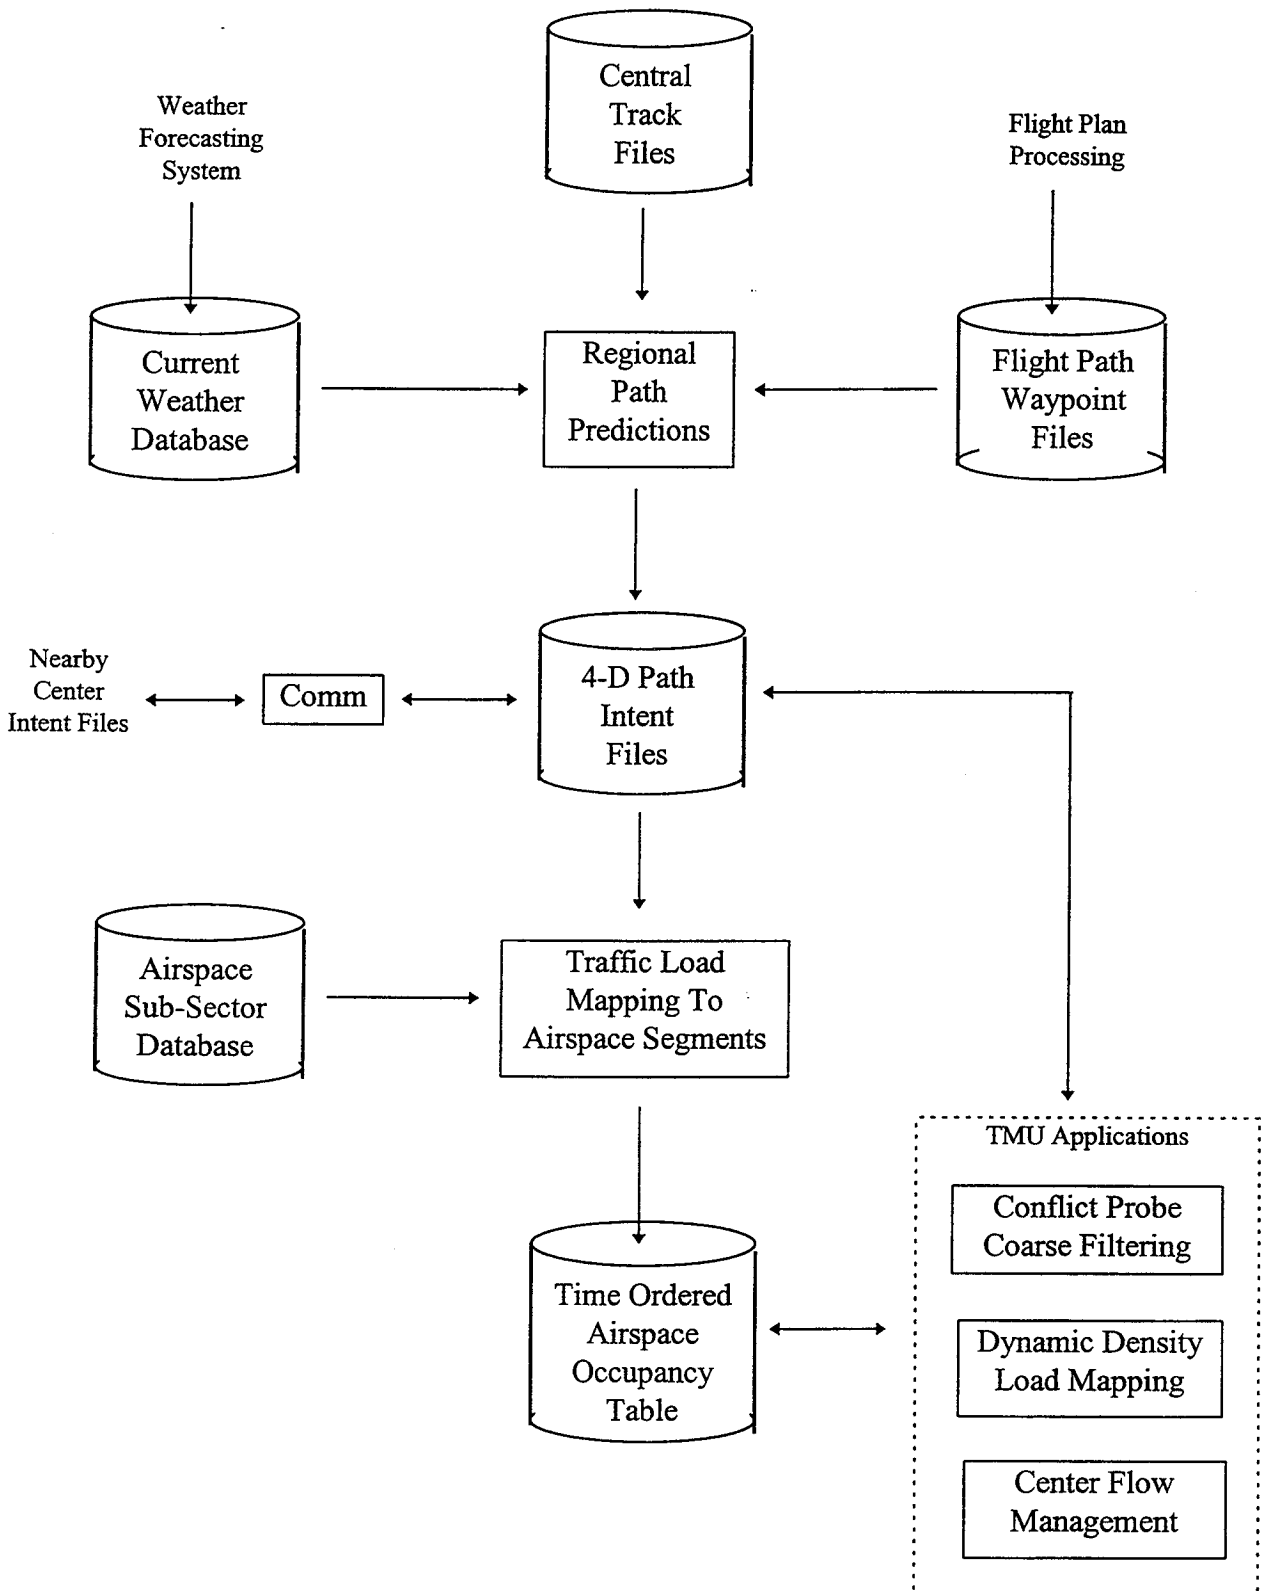 Central
Track
Files
Weather
Forecasting
System
Flight Plan
Processing
Current
Weather
Database
Regional
Path
Predictions
Flight Path
Waypoint
Files
Nearby
Center
Intent Files
Comm
4-D Path
Intent
Files
Airspace
Sub-Sector
Database
Traffic Load
Mapping To
Airspace Segments
TMU Applications
Conflict Probe
Coarse Filtering
Time Ordered
Airspace
Occupancy
Table
Dynamic Density
Load Mapping
Center Flow
Management